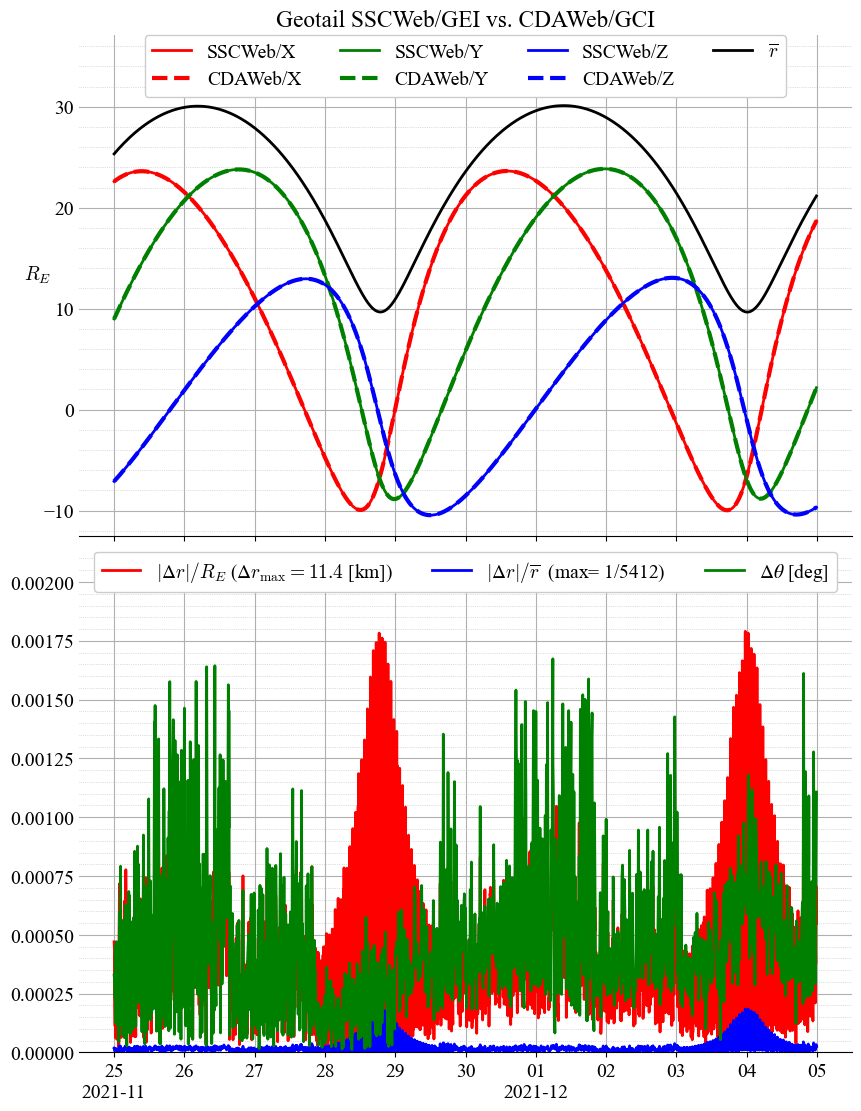 Geotail SSCWeb/GEI vs. CDAWeb/GCI
SSCWeb/X SSCWeb/Y SSCWeb/Z r̅
CDAWeb/X CDAWeb/Y CDAWeb/Z
30
20
R_E
10
0
−10
|Δr|/R_E (Δr_max = 11.4 [km]) |Δr|/r̅ (max= 1/5412) Δθ [deg]
0.00200
0.00175
0.00150
0.00125
0.00100
0.00075
0.00050
0.00025
0.00000
25 26 27 28 29 30 01 02 03 04 05
2021-11 2021-12